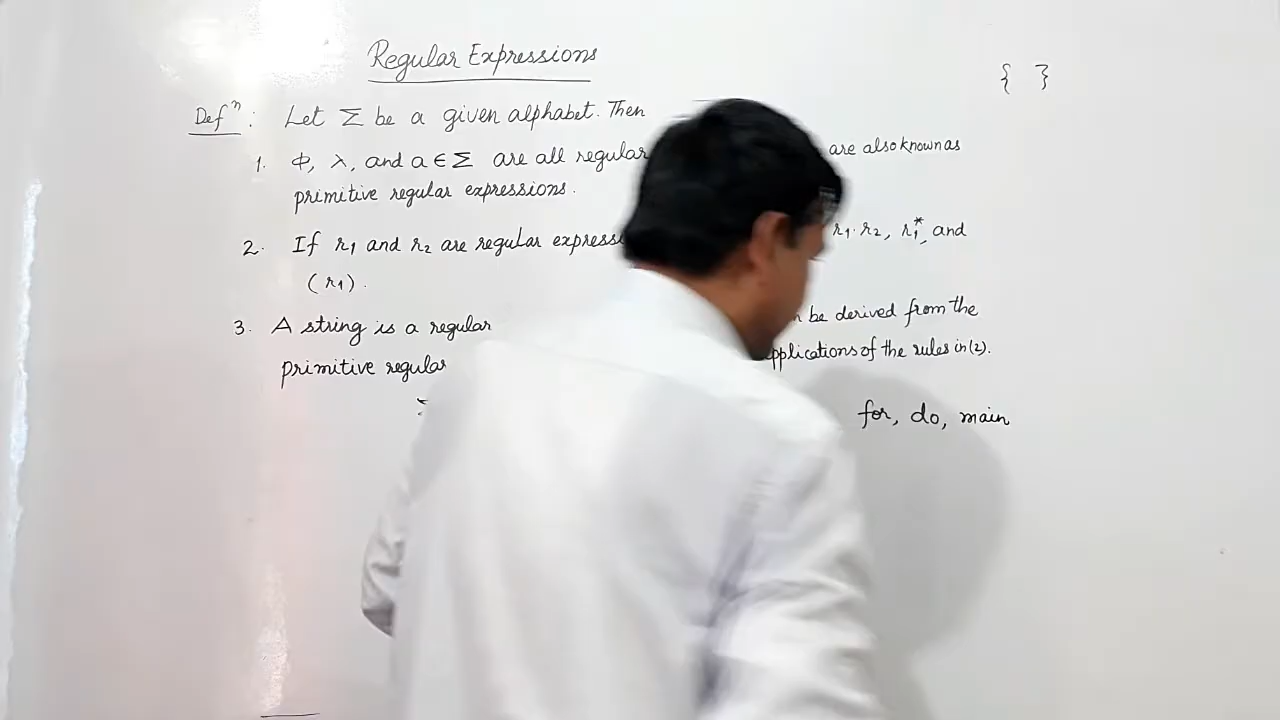 Regular Expressions
{ }
Defⁿ: Let Σ be a given alphabet. Then
1. Φ, λ, and a ∈ Σ are all regular are also known as
primitive regular expressions.
2. If r₁ and r₂ are regular r₁·r₂, r₁*, and
(r₁).
3. A string is a regular be derived from the
primitive regular applications of the rules in (2).
for, do, main